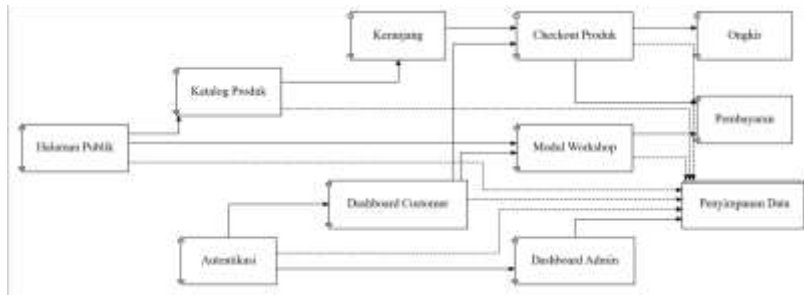 Keranjang
Checkout Produk
Ongkir
Katalog Produk
Pembayaran
Halaman Publik
Modul Workshop
Dashboard Customer
Penyimpanan Data
Autentikasi
Dashboard Admin